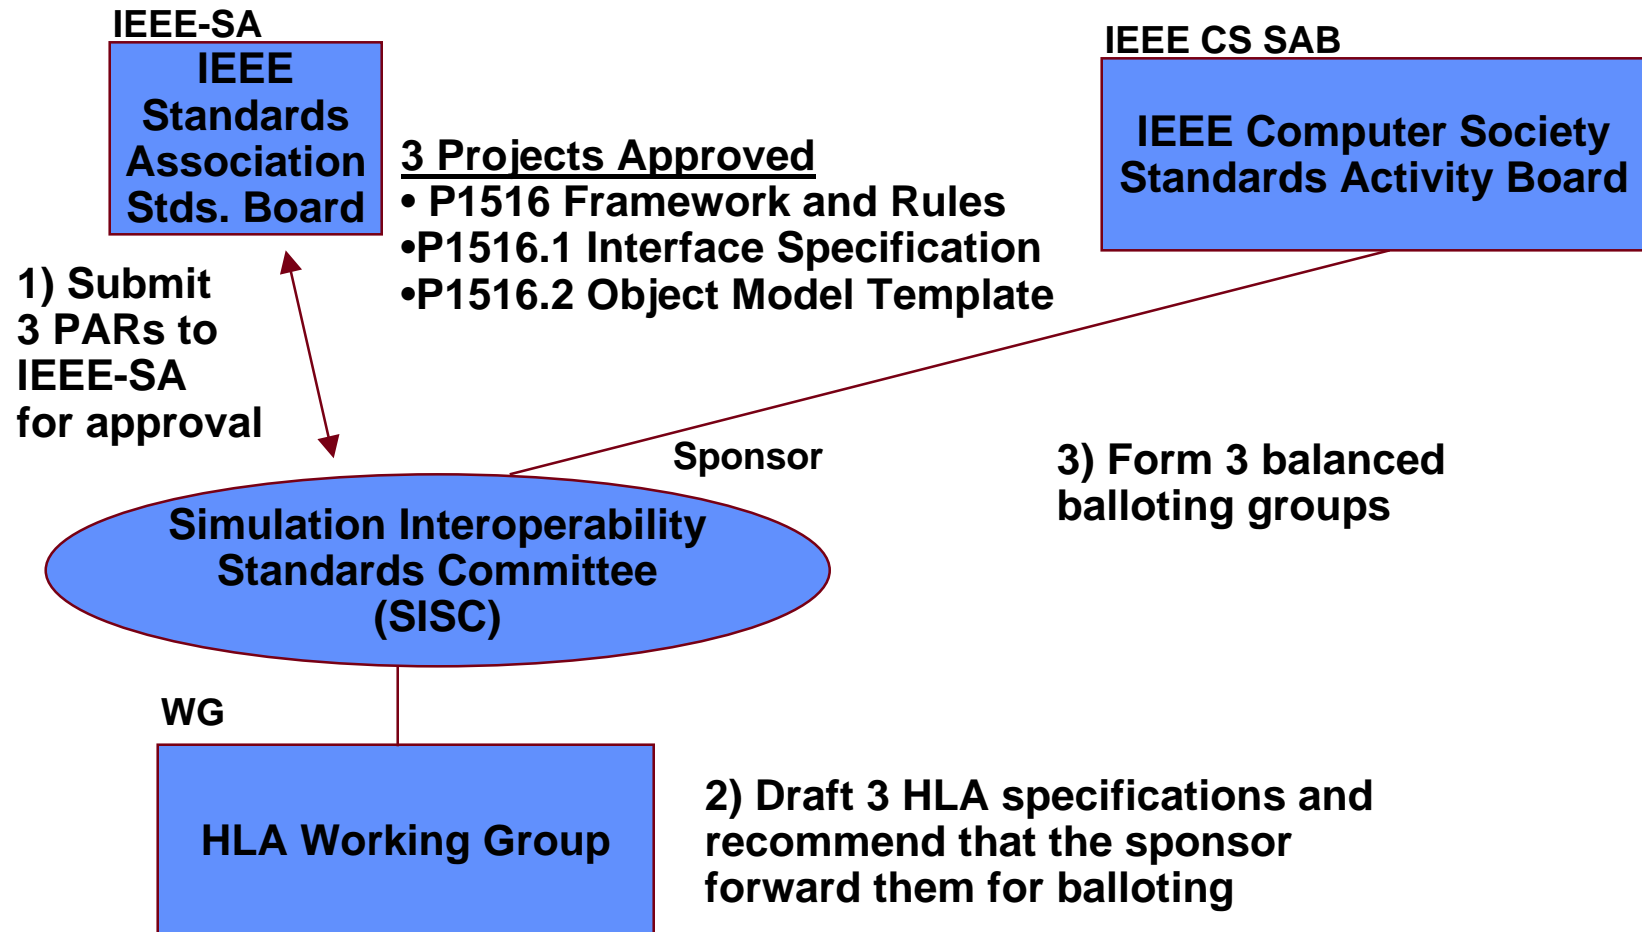 IEEE-SA
IEEE
Standards
Association
Stds. Board
IEEE CS SAB
IEEE Computer Society
Standards Activity Board
3 Projects Approved
• P1516 Framework and Rules
•P1516.1 Interface Specification
•P1516.2 Object Model Template
1) Submit
3 PARs to
IEEE-SA
for approval
Sponsor
3) Form 3 balanced
balloting groups
Simulation Interoperability
Standards Committee
(SISC)
WG
HLA Working Group
2) Draft 3 HLA specifications and
recommend that the sponsor
forward them for balloting